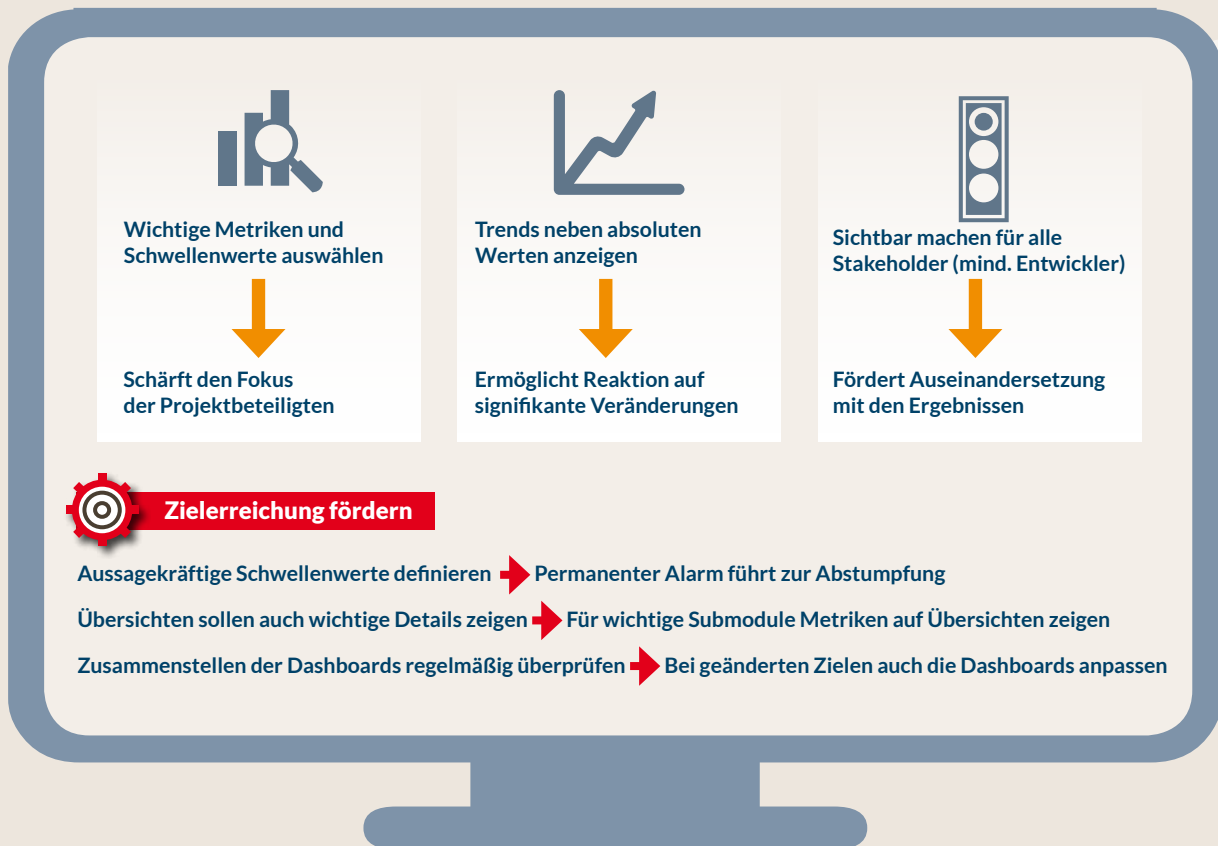 Wichtige Metriken und
Schwellenwerte auswählen
Schärft den Fokus
der Projektbeteiligten
Trends neben absoluten
Werten anzeigen
Ermöglicht Reaktion auf
signifikante Veränderungen
Sichtbar machen für alle
Stakeholder (mind. Entwickler)
Fördert Auseinandersetzung
mit den Ergebnissen
Zielerreichung fördern
Aussagekräftige Schwellenwerte definieren Permanenter Alarm führt zur Abstumpfung
Übersichten sollen auch wichtige Details zeigen Für wichtige Submodule Metriken auf Übersichten zeigen
Zusammenstellen der Dashboards regelmäßig überprüfen Bei geänderten Zielen auch die Dashboards anpassen